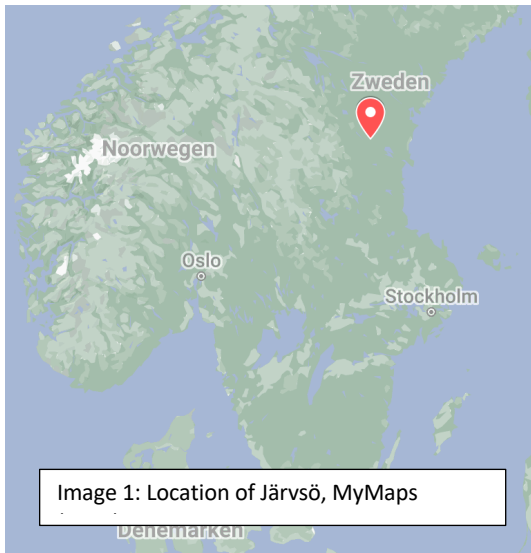 Zweden
Noorwegen
Oslo
Stockholm
Image 1: Location of Järvsö, MyMaps
Denemarken